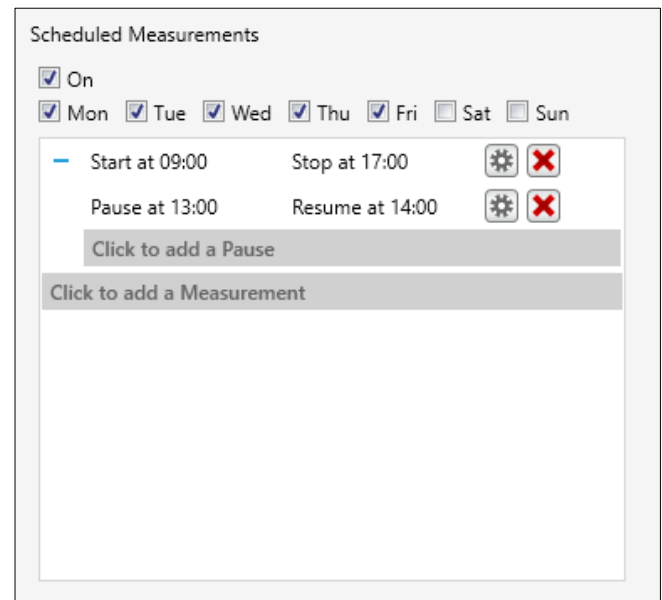 Scheduled Measurements
On
Mon Tue Wed Thu Fri Sat Sun
Start at 09:00 Stop at 17:00
Pause at 13:00 Resume at 14:00
Click to add a Pause
Click to add a Measurement